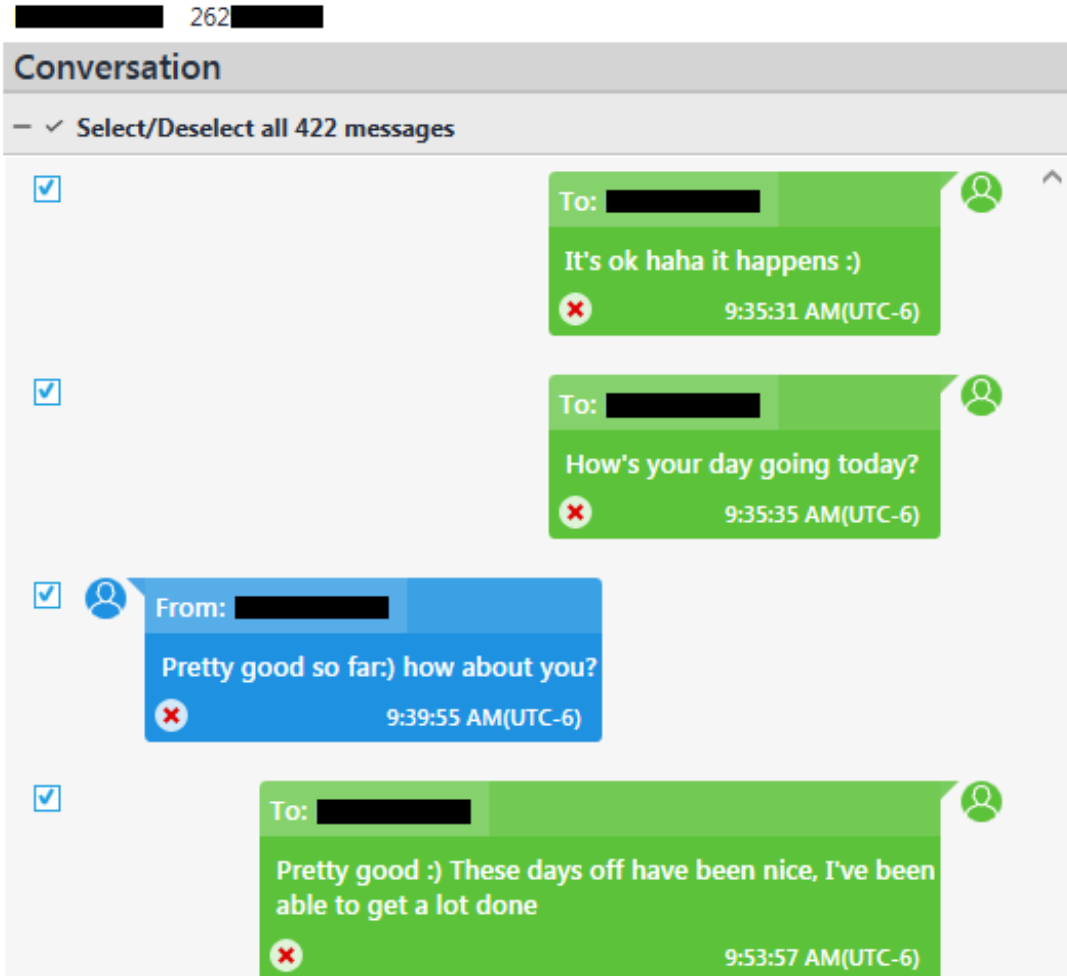 262
Conversation
Select/Deselect all 422 messages
To:
It's ok haha it happens :)
9:35:31 AM(UTC-6)
To:
How's your day going today?
9:35:35 AM(UTC-6)
From:
Pretty good so far:) how about you?
9:39:55 AM(UTC-6)
To:
Pretty good :) These days off have been nice, I've been
able to get a lot done
9:53:57 AM(UTC-6)